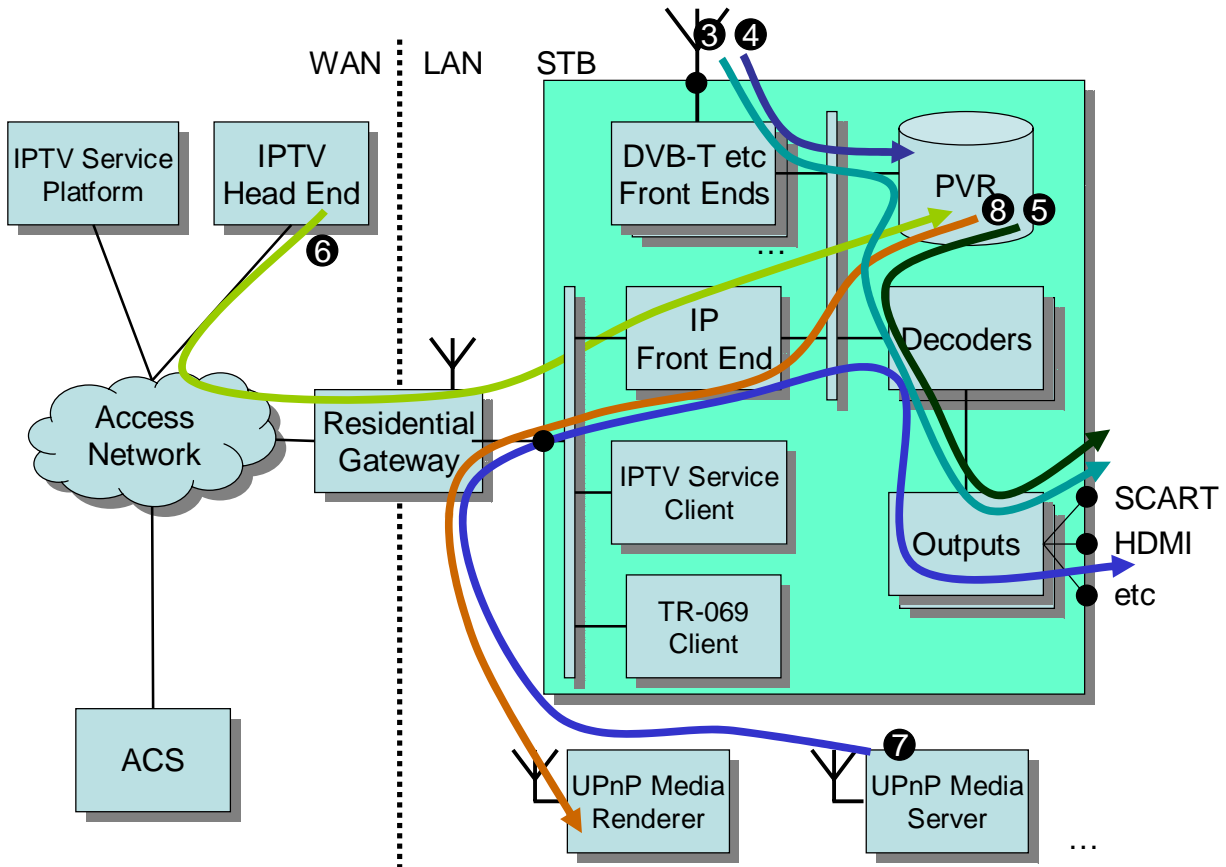 3 4
WAN LAN STB
IPTV Service
Platform
IPTV
Head End
DVB-T etc
Front Ends
...
PVR
8 5
6
IP
Front End
Decoders
Access
Network
Residential
Gateway
IPTV Service
Client
Outputs
SCART
HDMI
etc
TR-069
Client
ACS
7
UPnP Media
Renderer
UPnP Media
Server
...